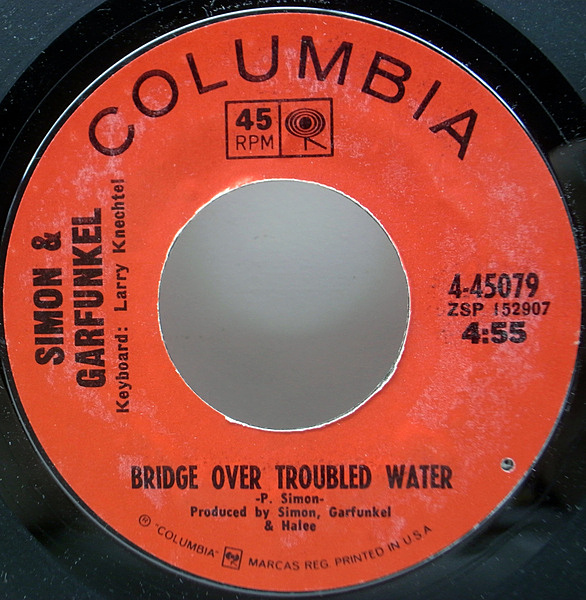 COLUMBIA
45
RPM
SIMON &
GARFUNKEL
Keyboard: Larry Knechtel
4-45079
ZSP 152907
4:55
BRIDGE OVER TROUBLED WATER
-P. Simon-
Produced by Simon, Garfunkel
& Halee
® "COLUMBIA" MARCAS REG. PRINTED IN U.S.A